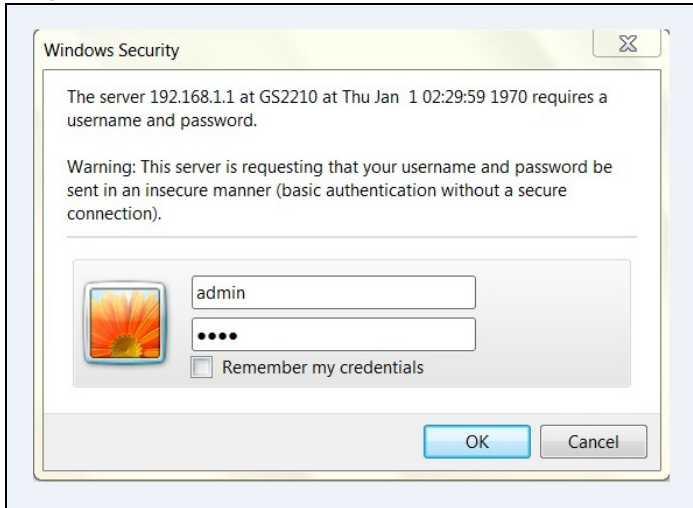 Windows Security
The server 192.168.1.1 at GS2210 at Thu Jan  1 02:29:59 1970 requires a
username and password.
Warning: This server is requesting that your username and password be
sent in an insecure manner (basic authentication without a secure
connection).
admin
••••
Remember my credentials
OK
Cancel